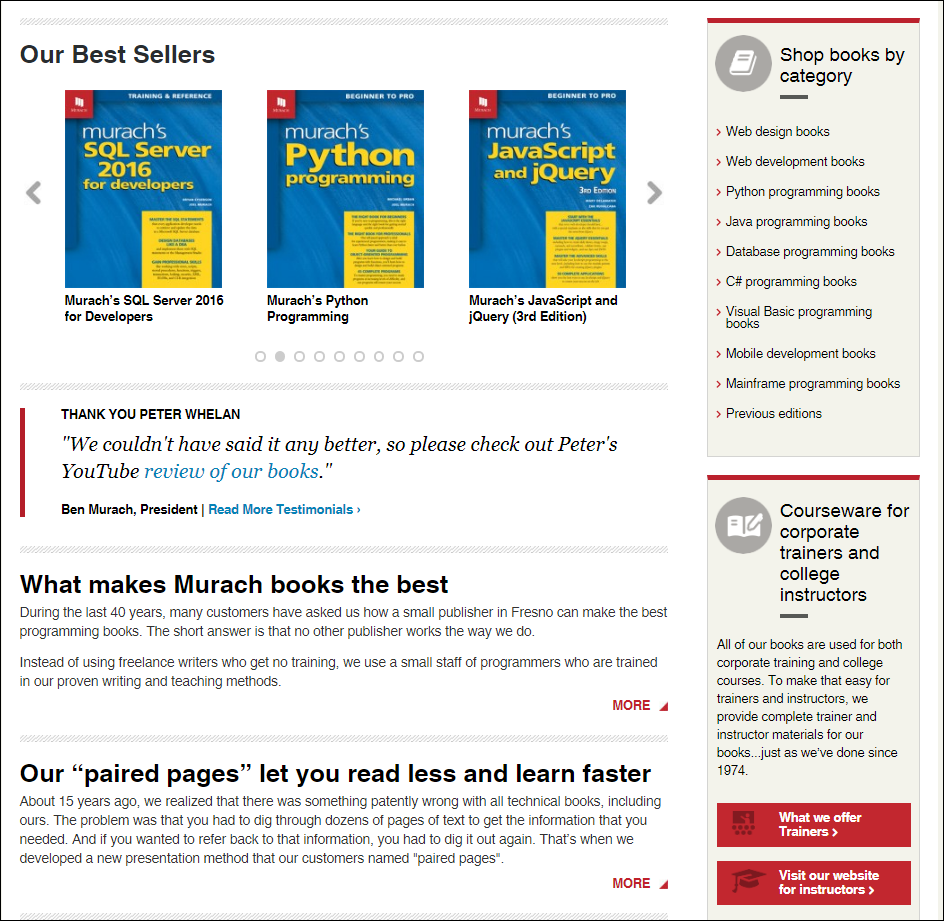 Our Best Sellers
TRAINING & REFERENCE
murach's
SQL Server
2016
for developers
BEGINNER TO PRO
murach's
Python
programming
BEGINNER TO PRO
murach's
JavaScript
and jQuery
3RD EDITION
Murach's SQL Server 2016
for Developers
Murach's Python
Programming
Murach's JavaScript and
jQuery (3rd Edition)
THANK YOU PETER WHELAN
"We couldn't have said it any better, so please check out Peter's
YouTube review of our books."
Ben Murach, President | Read More Testimonials ›
What makes Murach books the best
During the last 40 years, many customers have asked us how a small publisher in Fresno can make the best
programming books. The short answer is that no other publisher works the way we do.
Instead of using freelance writers who get no training, we use a small staff of programmers who are trained
in our proven writing and teaching methods.
MORE
Our “paired pages” let you read less and learn faster
About 15 years ago, we realized that there was something patently wrong with all technical books, including
ours. The problem was that you had to dig through dozens of pages of text to get the information that you
needed. And if you wanted to refer back to that information, you had to dig it out again. That’s when we
developed a new presentation method that our customers named "paired pages".
MORE
Shop books by
category
› Web design books
› Web development books
› Python programming books
› Java programming books
› Database programming books
› C# programming books
› Visual Basic programming
books
› Mobile development books
› Mainframe programming books
› Previous editions
Courseware for
corporate
trainers and
college
instructors
All of our books are used for both
corporate training and college
courses. To make that easy for
trainers and instructors, we
provide complete trainer and
instructor materials for our
books...just as we’ve done since
1974.
What we offer
Trainers ›
Visit our website
for instructors ›